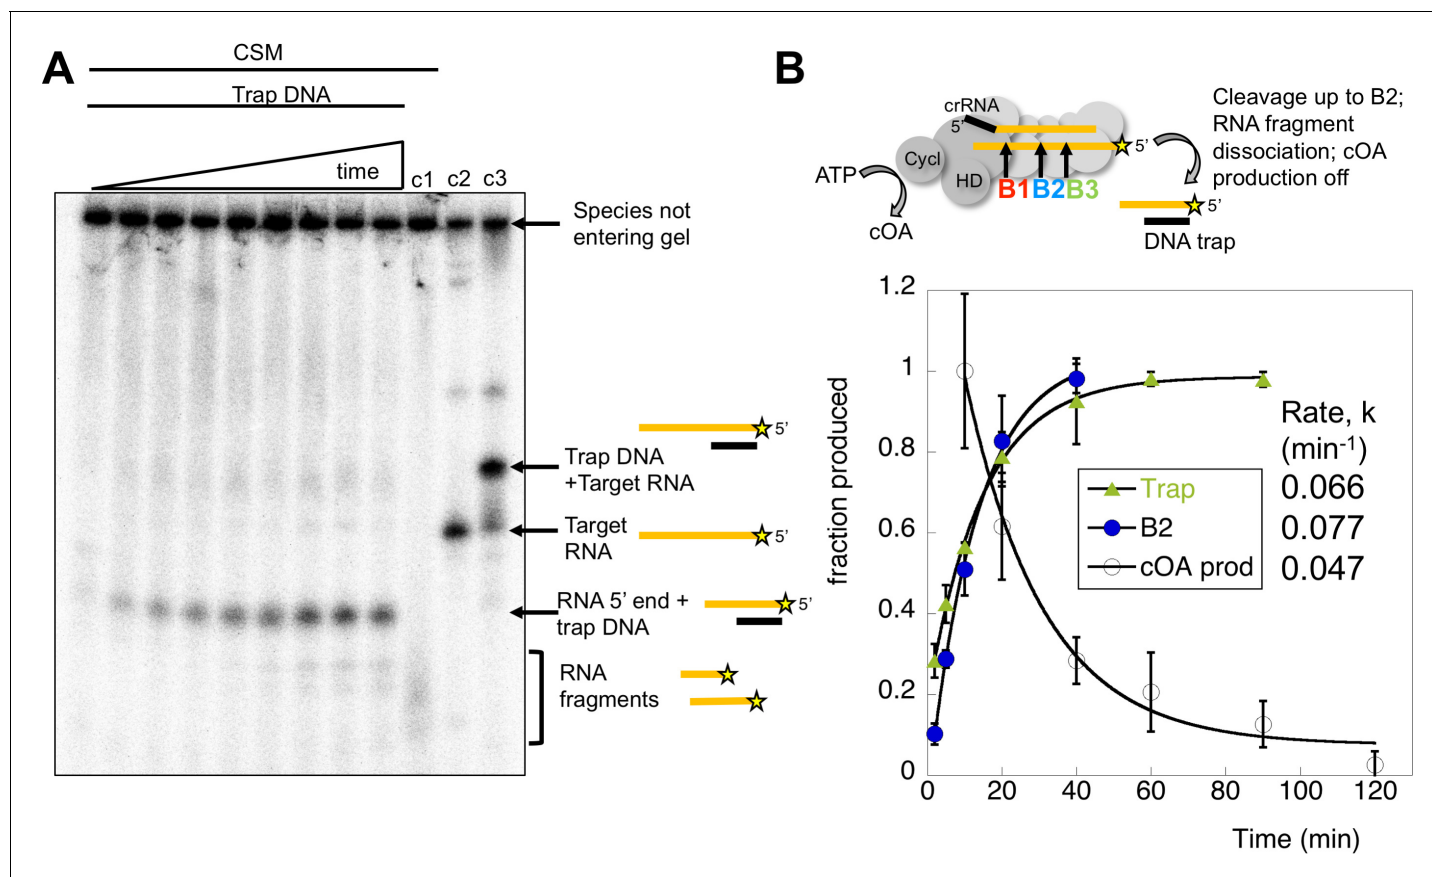 A
CSM
Trap DNA
time
c1 c2 c3
Species not
entering gel
5'
Trap DNA
+Target RNA
Target
RNA
5'
RNA 5' end +
trap DNA
5'
RNA
fragments
B
crRNA
5'
Cycl
HD
5'
ATP
cOA
B1 B2 B3
Cleavage up to B2;
RNA fragment
dissociation; cOA
production off
5'
DNA trap
fraction produced
1.2
1
0.8
0.6
0.4
0.2
0
0 20 40 60 80 100 120
Time (min)
Rate, k
(min-1)
Trap 0.066
B2 0.077
cOA prod 0.047